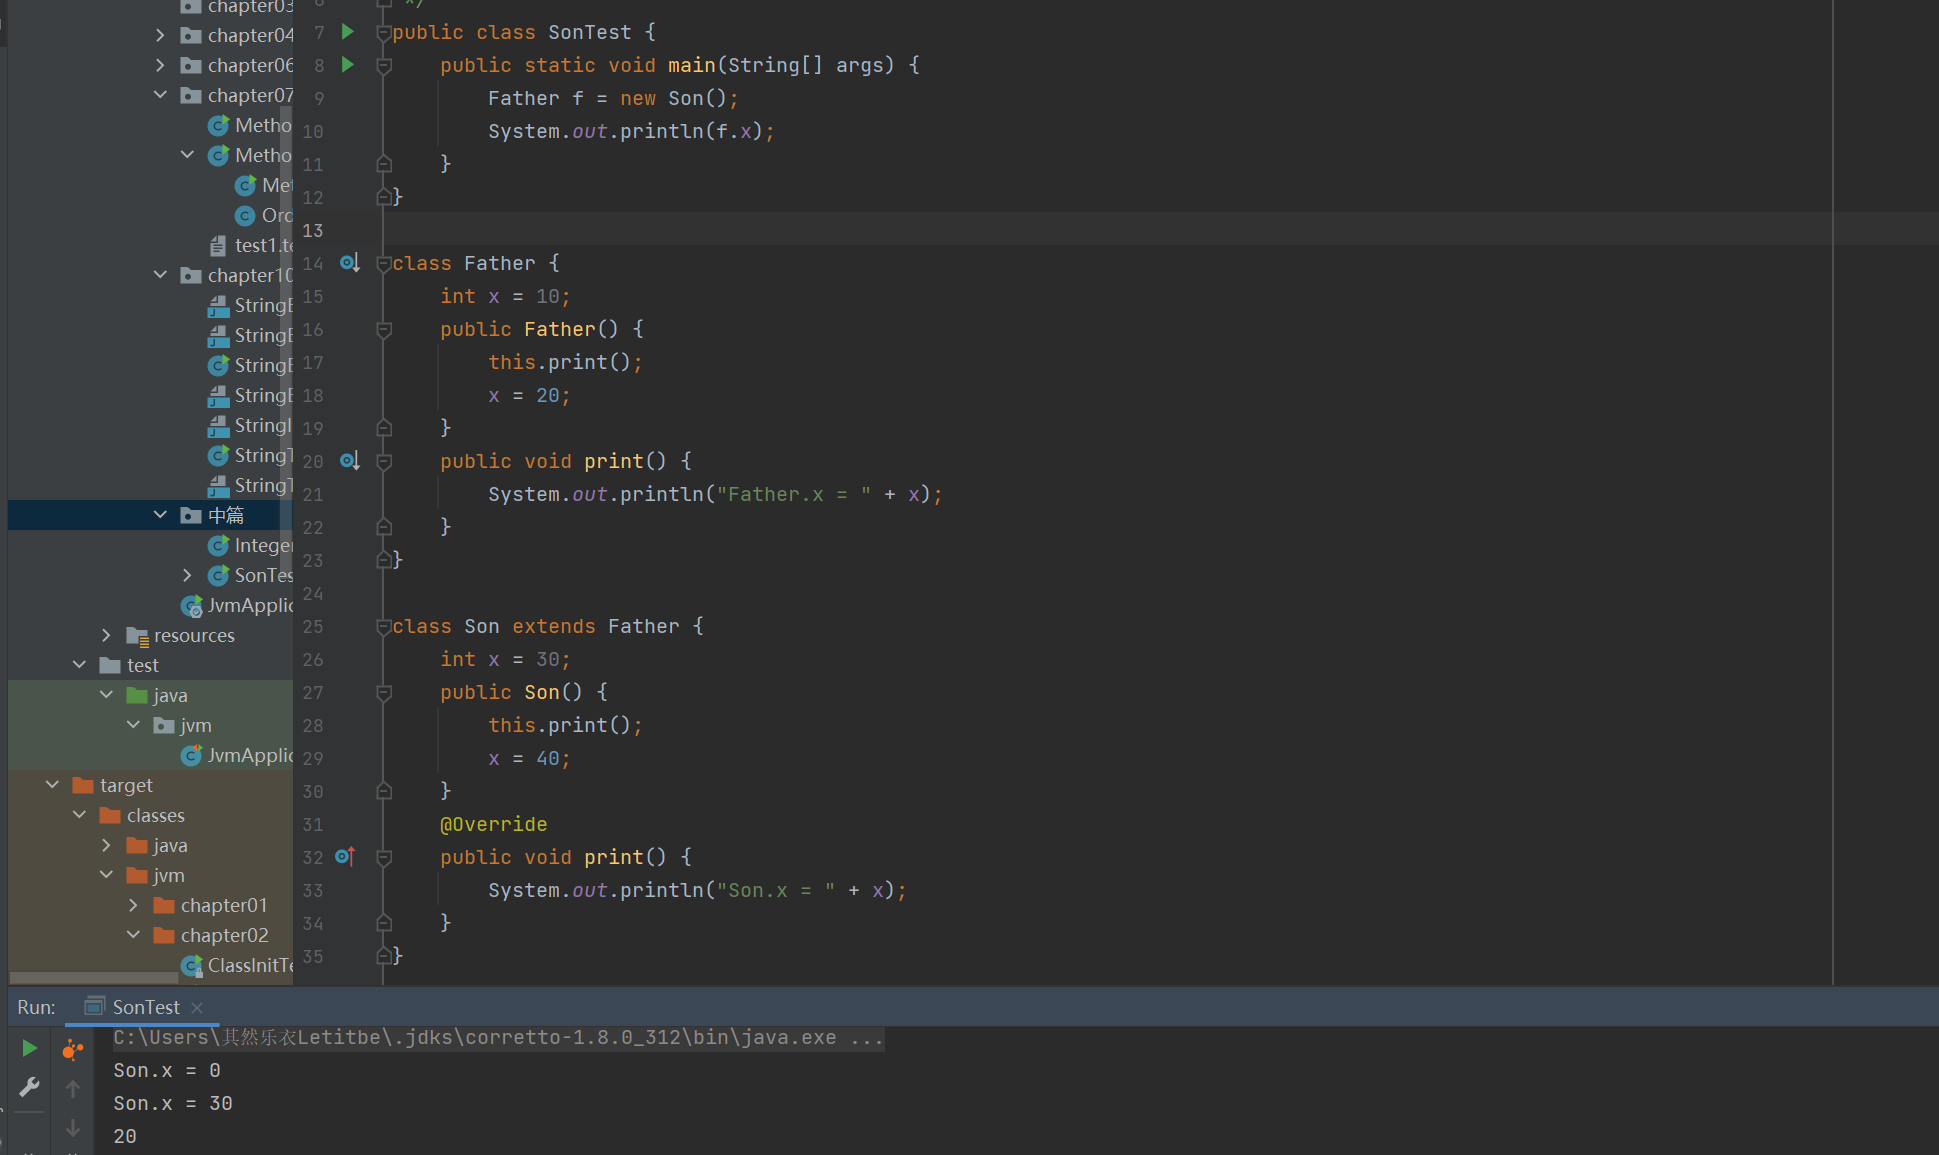 chapter03
chapter04
chapter06
chapter07
Metho
Metho
Met
Ord
test1.te
chapter10
StringB
StringB
StringB
StringB
StringI
StringT
StringT
中篇
Integer
SonTes
JvmApplic
resources
test
java
jvm
JvmApplic
target
classes
java
jvm
chapter01
chapter02
ClassInitTe
6 */
7 public class SonTest {
8 public static void main(String[] args) {
9 Father f = new Son();
10 System.out.println(f.x);
11 }
12 }
13
14 class Father {
15 int x = 10;
16 public Father() {
17 this.print();
18 x = 20;
19 }
20 public void print() {
21 System.out.println("Father.x = " + x);
22 }
23 }
24
25 class Son extends Father {
26 int x = 30;
27 public Son() {
28 this.print();
29 x = 40;
30 }
31 @Override
32 public void print() {
33 System.out.println("Son.x = " + x);
34 }
35 }
Run: SonTest
C:\Users\其然乐衣Letitbe\.jdks\corretto-1.8.0_312\bin\java.exe ...
Son.x = 0
Son.x = 30
20